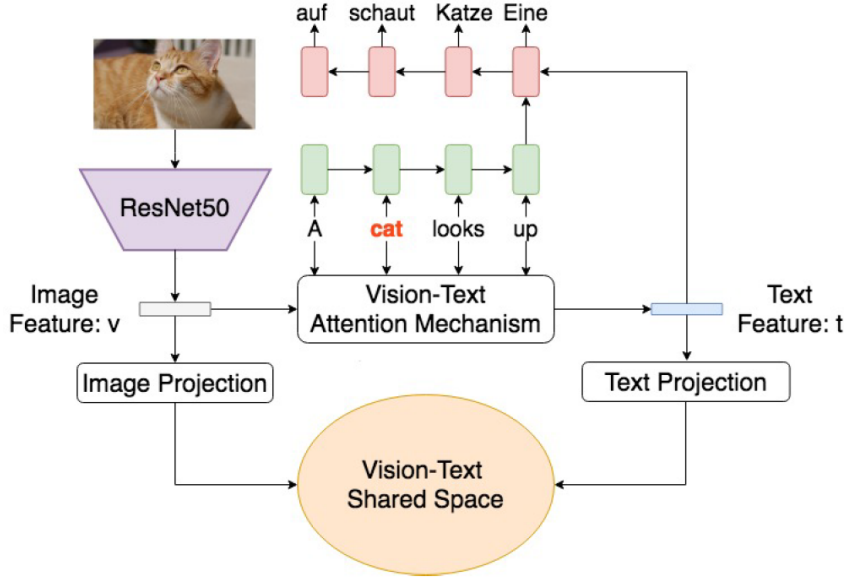 auf schaut Katze Eine
ResNet50
A cat looks up
Image
Feature: v
Vision-Text
Attention Mechanism
Text
Feature: t
Image Projection
Text Projection
Vision-Text
Shared Space